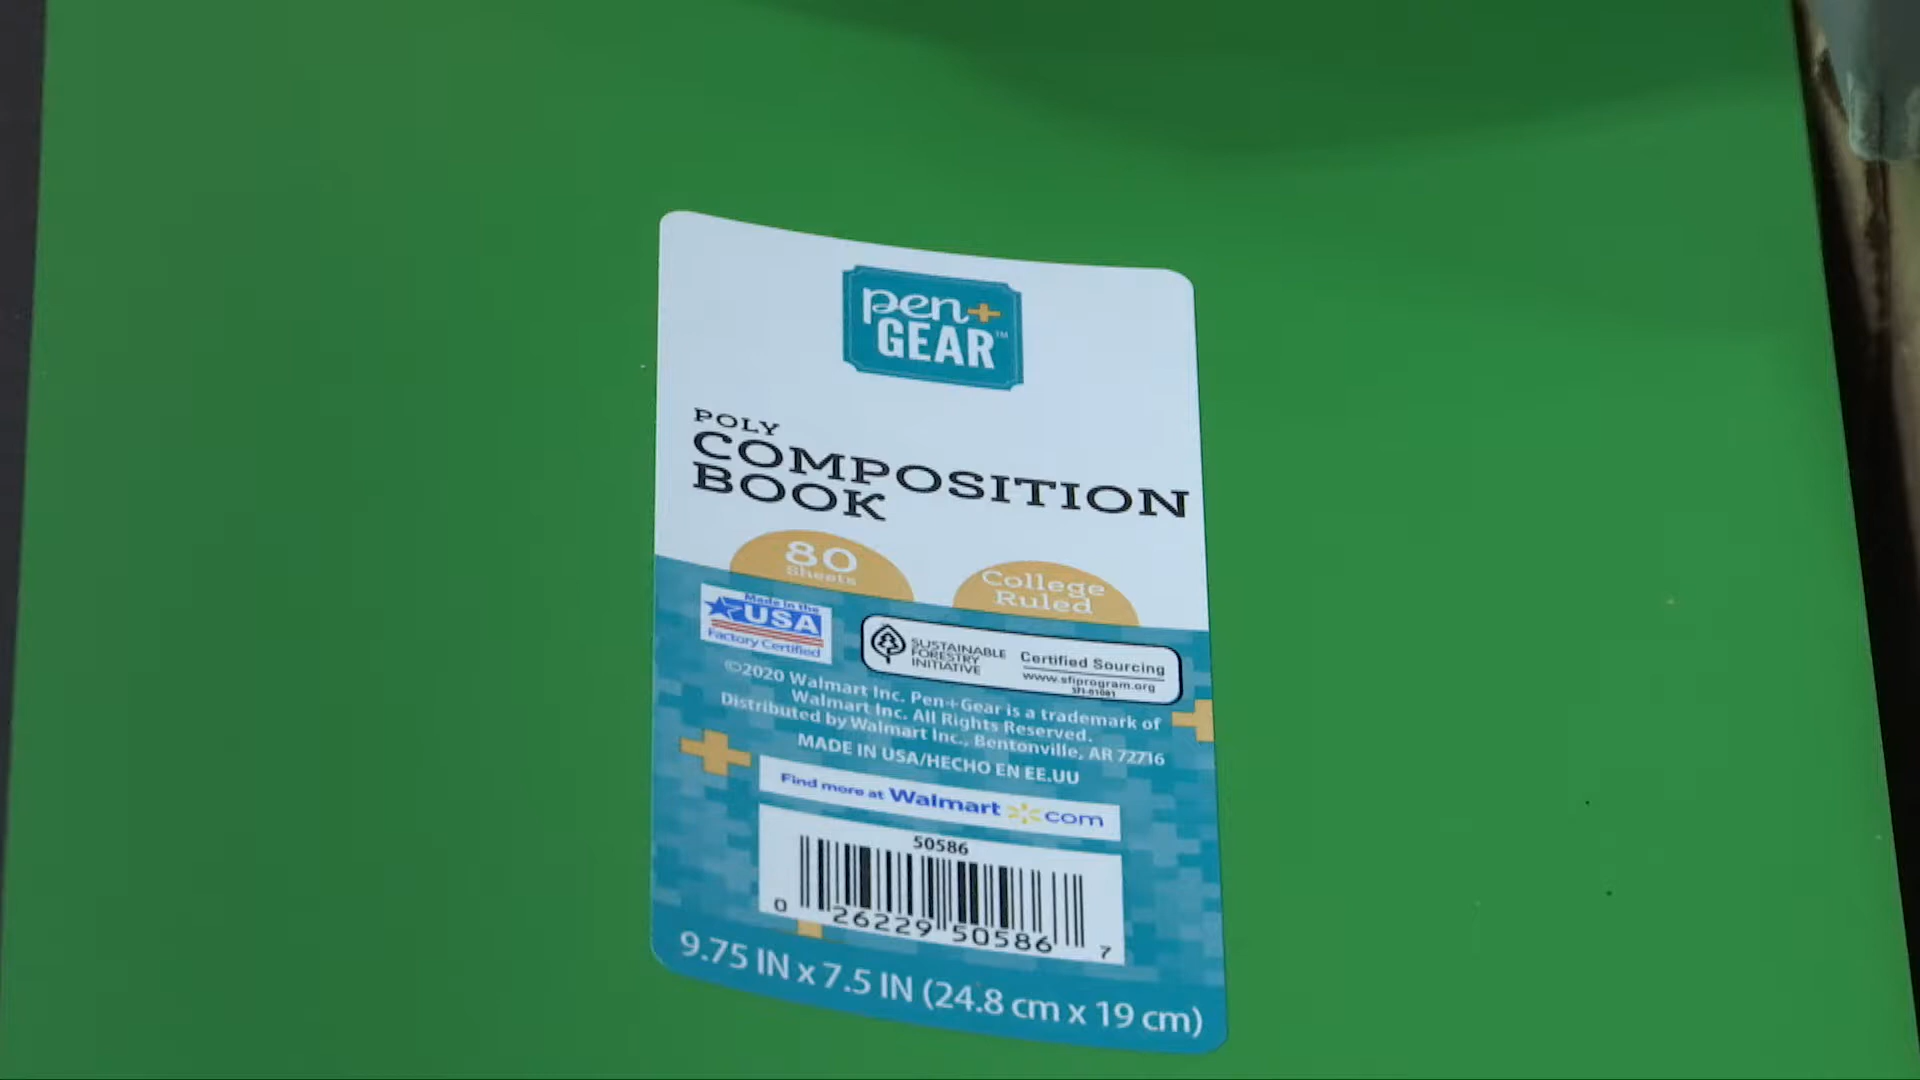 pen+
GEAR™
POLY
COMPOSITION
BOOK
80
Sheets
College
Ruled
Made in the
USA
Factory Certified
SUSTAINABLE
FORESTRY
INITIATIVE
Certified Sourcing
www.sfiprogram.org
SFI-01081
©2020 Walmart Inc. Pen+Gear is a trademark of
Walmart Inc. All Rights Reserved.
Distributed by Walmart Inc., Bentonville, AR 72716
MADE IN USA/HECHO EN EE.UU
Find more at Walmart com
50586
0 26229 50586 7
9.75 IN x 7.5 IN (24.8 cm x 19 cm)